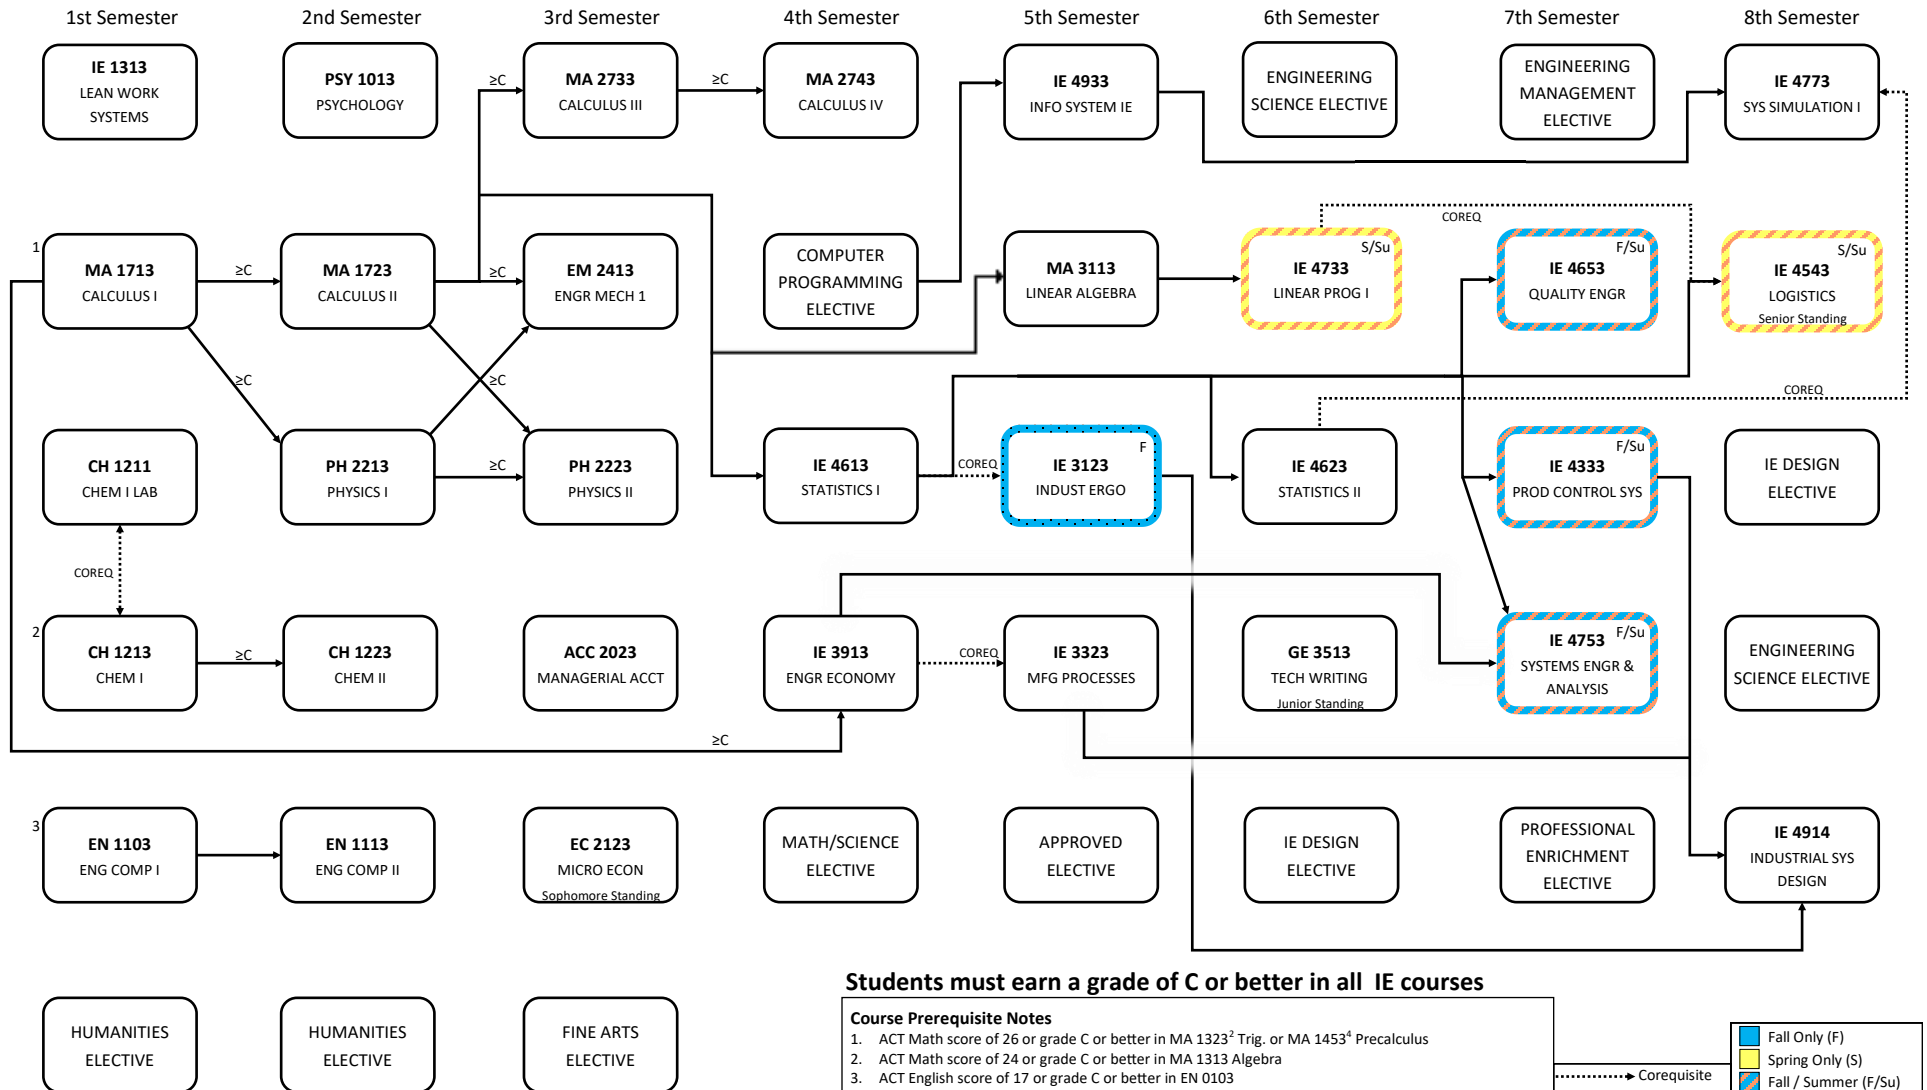 1st Semester
2nd Semester
3rd Semester
4th Semester
5th Semester
6th Semester
7th Semester
8th Semester
IE 1313
LEAN WORK
SYSTEMS
PSY 1013
PSYCHOLOGY
≥C
MA 2733
CALCULUS III
≥C
MA 2743
CALCULUS IV
IE 4933
INFO SYSTEM IE
ENGINEERING
SCIENCE ELECTIVE
ENGINEERING
MANAGEMENT
ELECTIVE
IE 4773
SYS SIMULATION I
1
MA 1713
CALCULUS I
≥C
MA 1723
CALCULUS II
≥C
EM 2413
ENGR MECH 1
COMPUTER
PROGRAMMING
ELECTIVE
MA 3113
LINEAR ALGEBRA
S/Su
IE 4733
LINEAR PROG I
COREQ
F/Su
IE 4653
QUALITY ENGR
S/Su
IE 4543
LOGISTICS
Senior Standing
≥C
≥C
COREQ
CH 1211
CHEM I LAB
PH 2213
PHYSICS I
≥C
PH 2223
PHYSICS II
IE 4613
STATISTICS I
COREQ
F
IE 3123
INDUST ERGO
IE 4623
STATISTICS II
F/Su
IE 4333
PROD CONTROL SYS
IE DESIGN
ELECTIVE
COREQ
2
CH 1213
CHEM I
≥C
CH 1223
CHEM II
ACC 2023
MANAGERIAL ACCT
IE 3913
ENGR ECONOMY
COREQ
IE 3323
MFG PROCESSES
GE 3513
TECH WRITING
Junior Standing
F/Su
IE 4753
SYSTEMS ENGR &
ANALYSIS
ENGINEERING
SCIENCE ELECTIVE
≥C
3
EN 1103
ENG COMP I
EN 1113
ENG COMP II
EC 2123
MICRO ECON
Sophomore Standing
MATH/SCIENCE
ELECTIVE
APPROVED
ELECTIVE
IE DESIGN
ELECTIVE
PROFESSIONAL
ENRICHMENT
ELECTIVE
IE 4914
INDUSTRIAL SYS
DESIGN
HUMANITIES
ELECTIVE
HUMANITIES
ELECTIVE
FINE ARTS
ELECTIVE
Students must earn a grade of C or better in all IE courses
Course Prerequisite Notes
1. ACT Math score of 26 or grade C or better in MA 1323² Trig. or MA 1453⁴ Precalculus
2. ACT Math score of 24 or grade C or better in MA 1313 Algebra
3. ACT English score of 17 or grade C or better in EN 0103
Corequisite
Fall Only (F)
Spring Only (S)
Fall / Summer (F/Su)